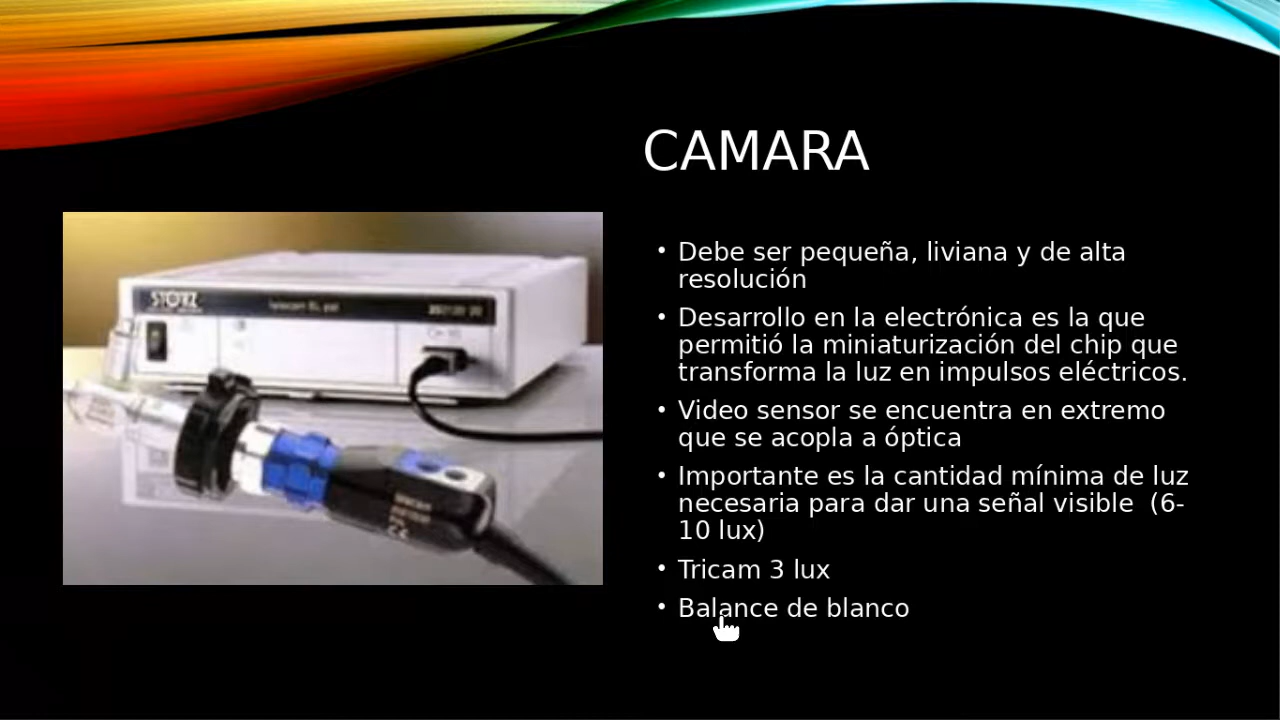 CAMARA
STORZ
• Debe ser pequeña, liviana y de alta
resolución
• Desarrollo en la electrónica es la que
permitió la miniaturización del chip que
transforma la luz en impulsos eléctricos.
• Video sensor se encuentra en extremo
que se acopla a óptica
• Importante es la cantidad mínima de luz
necesaria para dar una señal visible  (6-
10 lux)
• Tricam 3 lux
• Balance de blanco